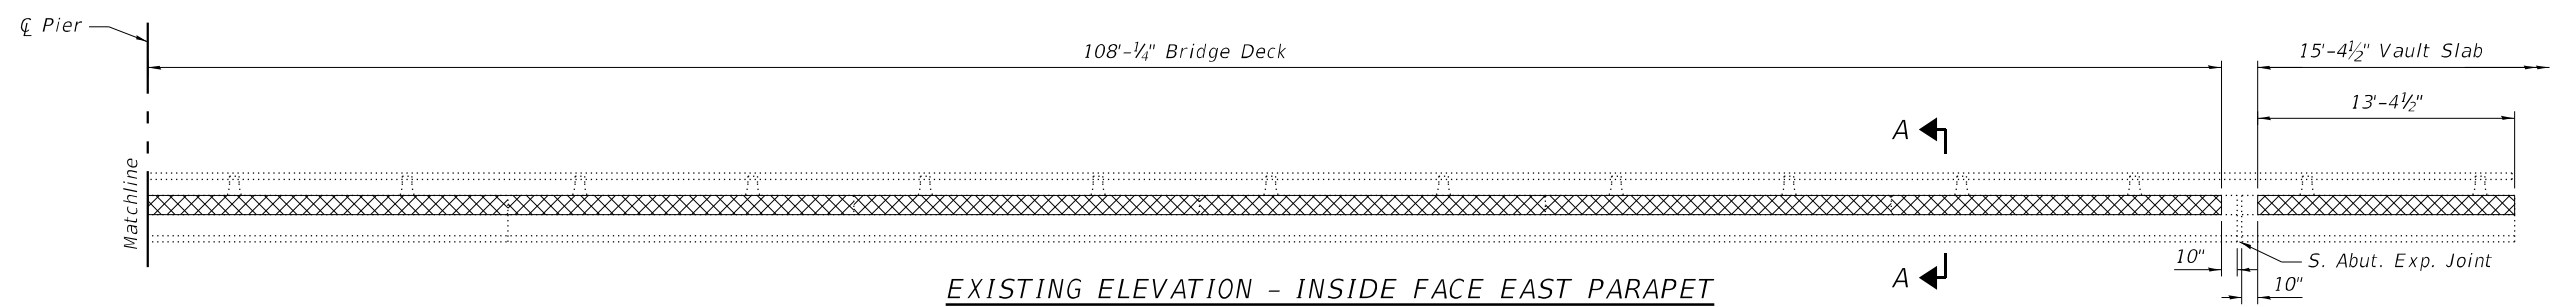 ℄ Pier
108'-¼" Bridge Deck
15'-4½" Vault Slab
13'-4½"
A
Matchline
10"
S. Abut. Exp. Joint
A
10"
EXISTING ELEVATION - INSIDE FACE EAST PARAPET